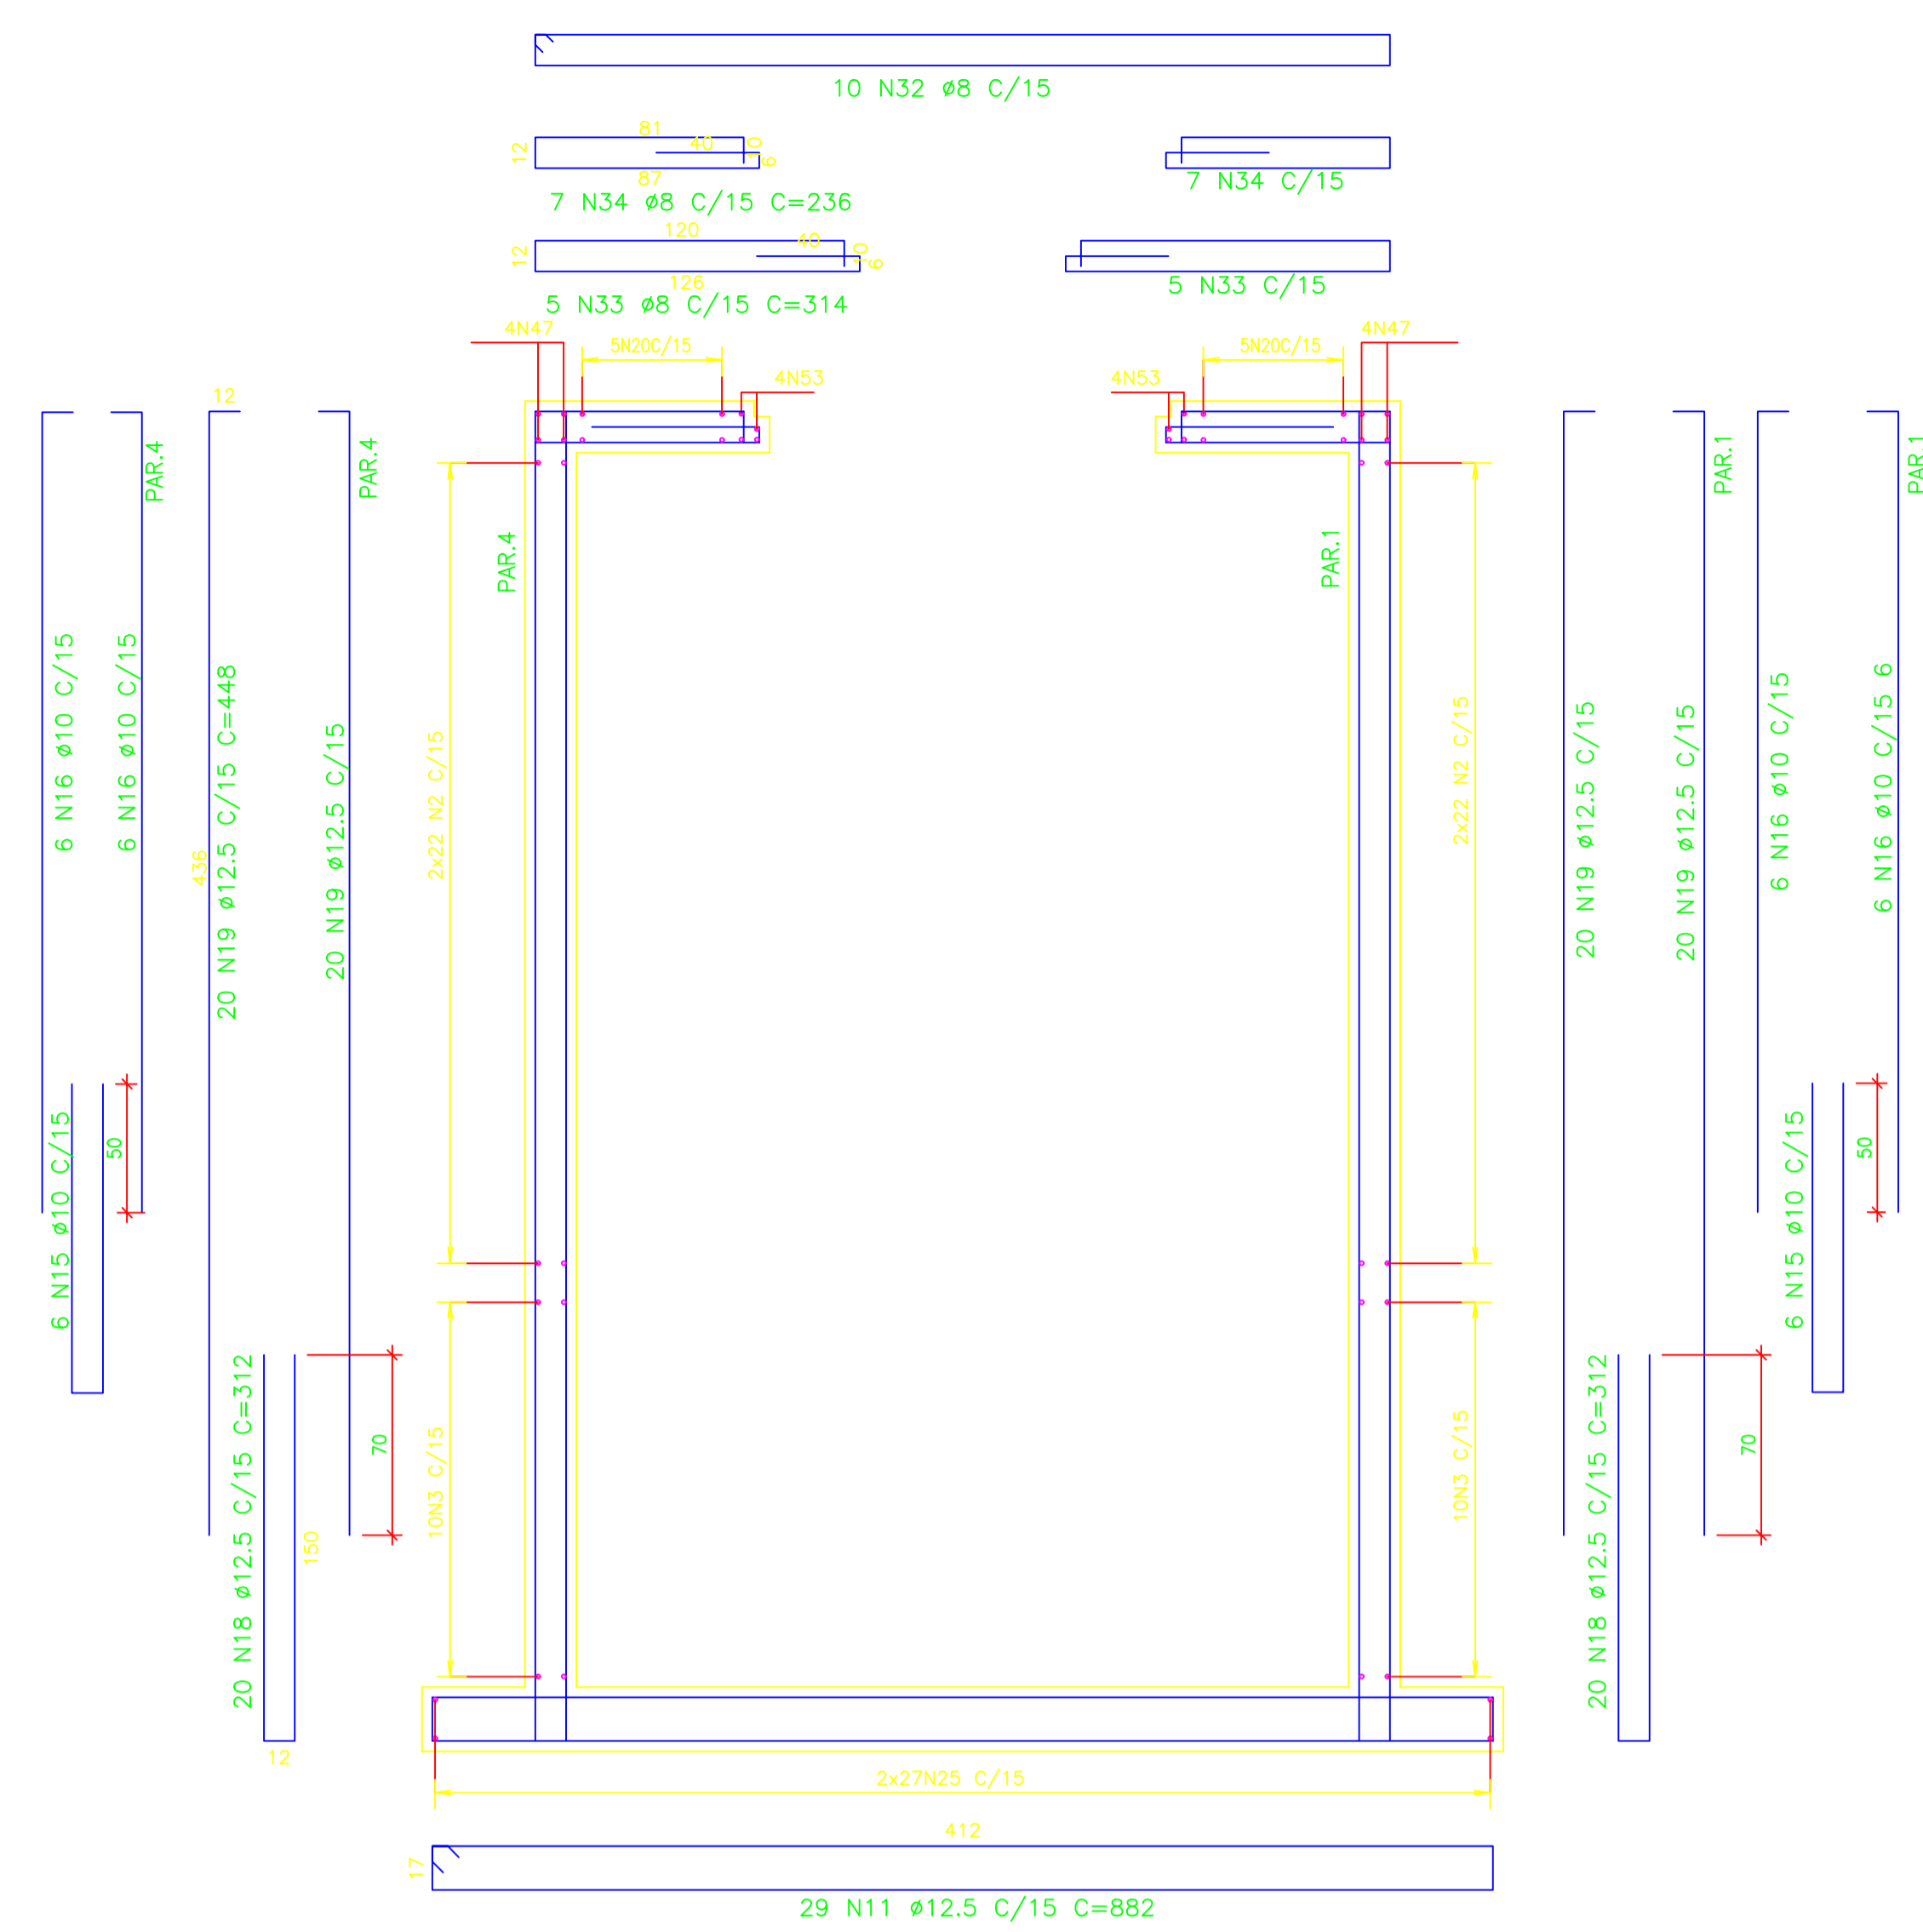 10 N32 ø8 C/15
81
40
10
6
12
87
7 N34 ø8 C/15 C=236
7 N34 C/15
120
40
10
6
12
126
5 N33 ø8 C/15 C=314
5 N33 C/15
4N47
5N20C/15
4N53
4N53
5N20C/15
4N47
12
PAR.4
PAR.4
PAR.4
PAR.1
PAR.1
PAR.1
6 N16 ø10 C/15
6 N16 ø10 C/15
436
20 N19 ø12.5 C/15 C=448
20 N19 ø12.5 C/15
2x22 N2 C/15
2x22 N2 C/15
20 N19 ø12.5 C/15
20 N19 ø12.5 C/15
6 N16 ø10 C/15
6 N16 ø10 C/15 6
6 N15 ø10 C/15
50
6 N15 ø10 C/15
50
20 N18 ø12.5 C/15 C=312
150
70
12
10N3 C/15
10N3 C/15
20 N18 ø12.5 C/15 C=312
70
2x27N25 C/15
412
17
29 N11 ø12.5 C/15 C=882